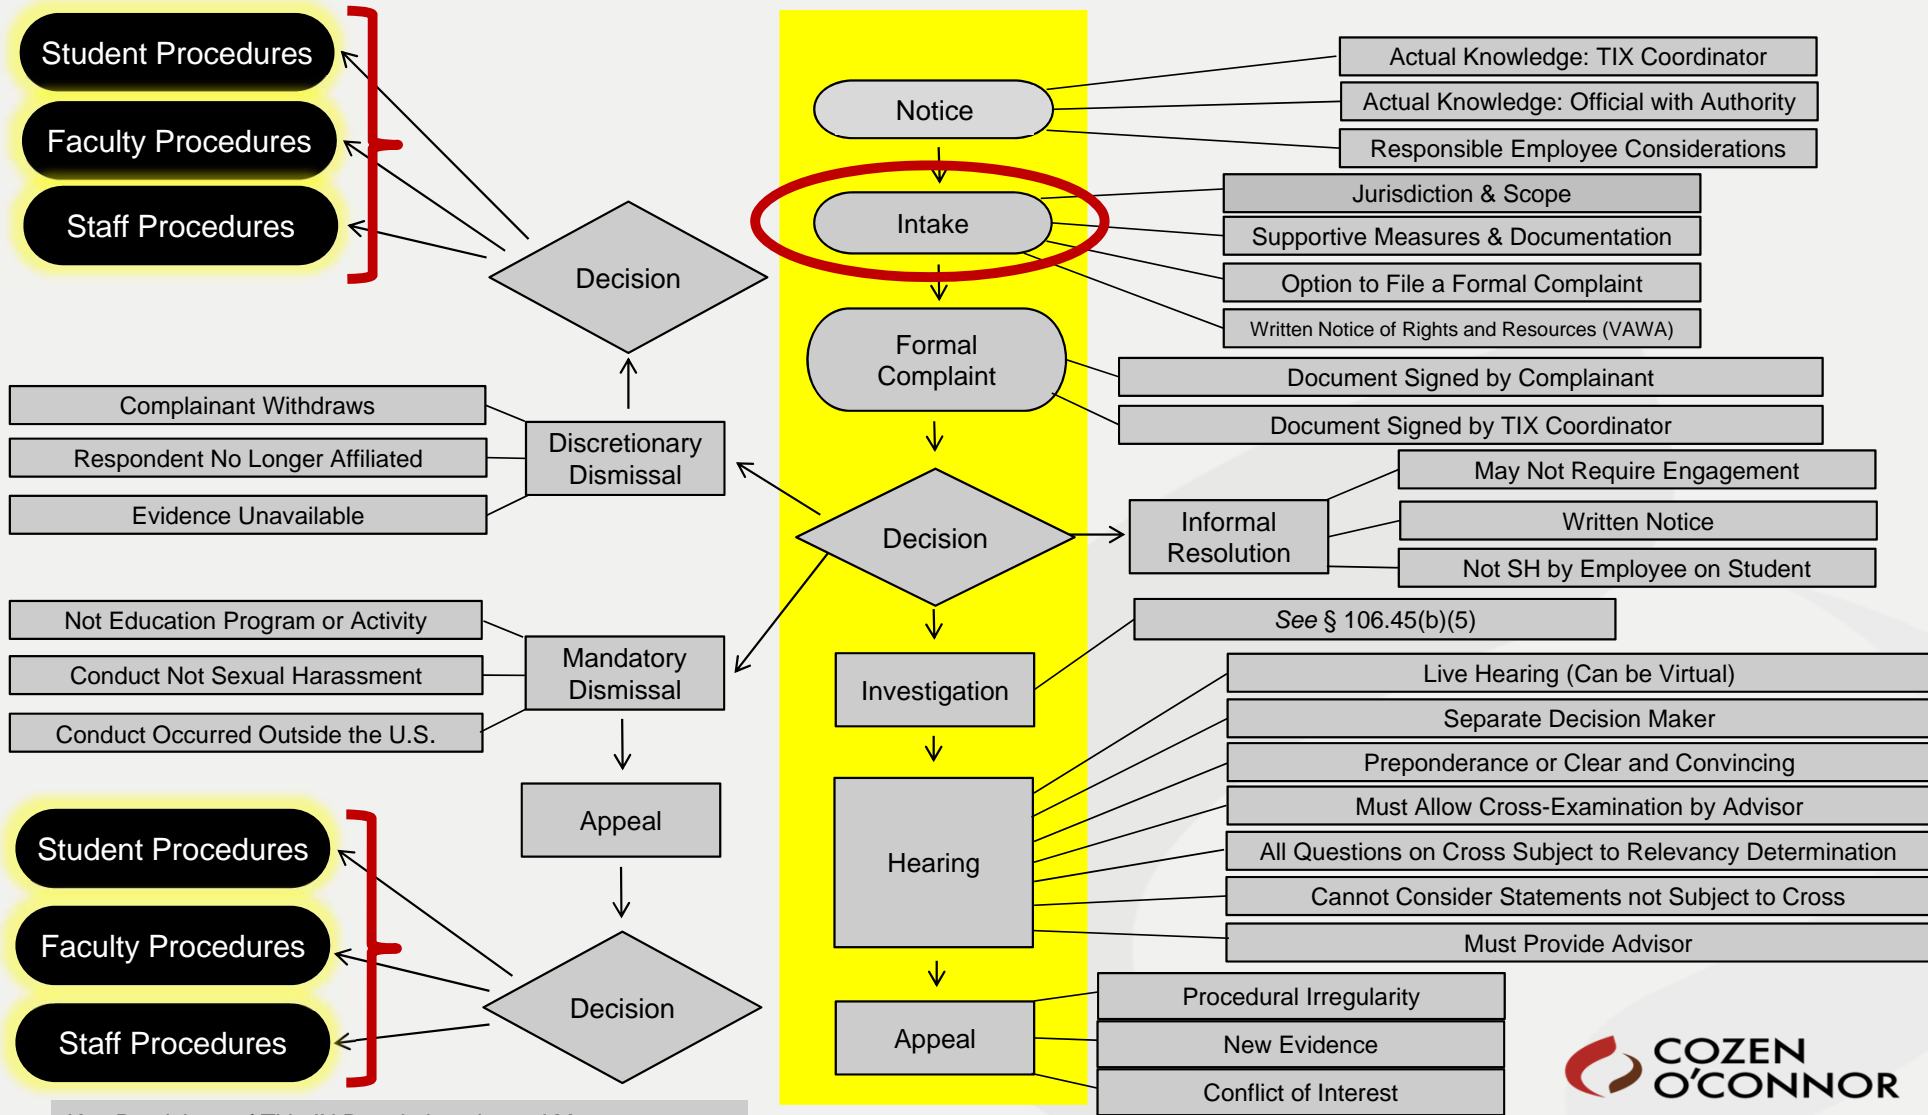 Student Procedures
Faculty Procedures
Staff Procedures
Decision
Notice
Actual Knowledge: TIX Coordinator
Actual Knowledge: Official with Authority
Responsible Employee Considerations
Intake
Jurisdiction & Scope
Supportive Measures & Documentation
Option to File a Formal Complaint
Written Notice of Rights and Resources (VAWA)
Formal
Complaint
Document Signed by Complainant
Document Signed by TIX Coordinator
Complainant Withdraws
Respondent No Longer Affiliated
Evidence Unavailable
Discretionary
Dismissal
Decision
Informal
Resolution
May Not Require Engagement
Written Notice
Not SH by Employee on Student
Not Education Program or Activity
Conduct Not Sexual Harassment
Conduct Occurred Outside the U.S.
Mandatory
Dismissal
Investigation
See § 106.45(b)(5)
Appeal
Hearing
Live Hearing (Can be Virtual)
Separate Decision Maker
Preponderance or Clear and Convincing
Must Allow Cross-Examination by Advisor
All Questions on Cross Subject to Relevancy Determination
Cannot Consider Statements not Subject to Cross
Must Provide Advisor
Student Procedures
Faculty Procedures
Staff Procedures
Decision
Appeal
Procedural Irregularity
New Evidence
Conflict of Interest
COZEN
O'CONNOR